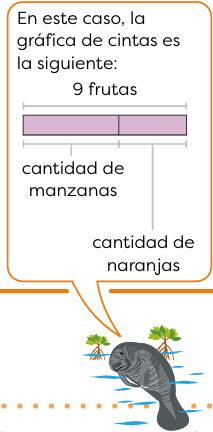 En este caso, la
gráfica de cintas es
la siguiente:
9 frutas
cantidad de
manzanas
cantidad de
naranjas